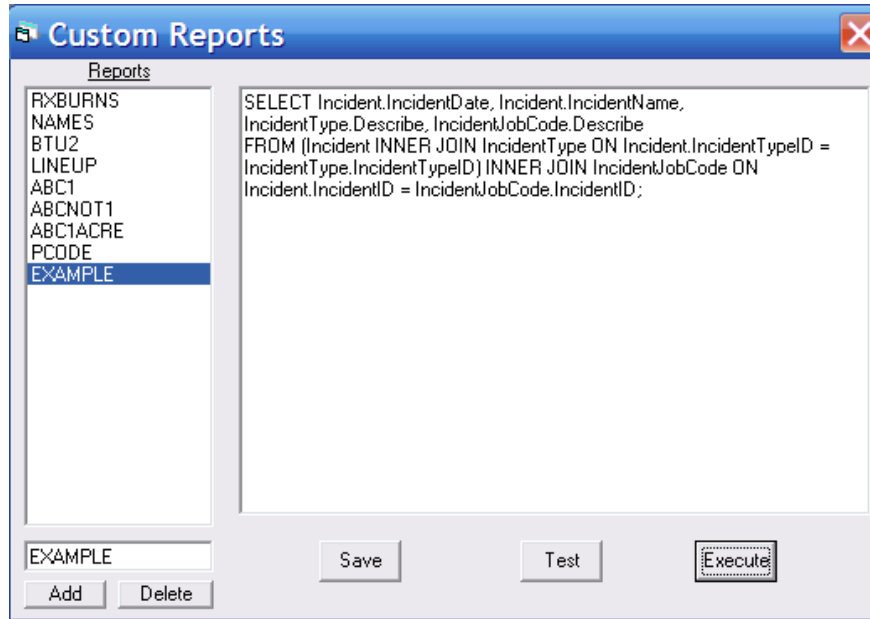 Custom Reports
Reports
RXBURNS
NAMES
BTU2
LINEUP
ABC1
ABCNOT1
ABC1ACRE
PCODE
EXAMPLE
SELECT Incident.IncidentDate, Incident.IncidentName,
IncidentType.Describe, IncidentJobCode.Describe
FROM (Incident INNER JOIN IncidentType ON Incident.IncidentTypeID =
IncidentType.IncidentTypeID) INNER JOIN IncidentJobCode ON
Incident.IncidentID = IncidentJobCode.IncidentID;
EXAMPLE
Add
Delete
Save
Test
Execute